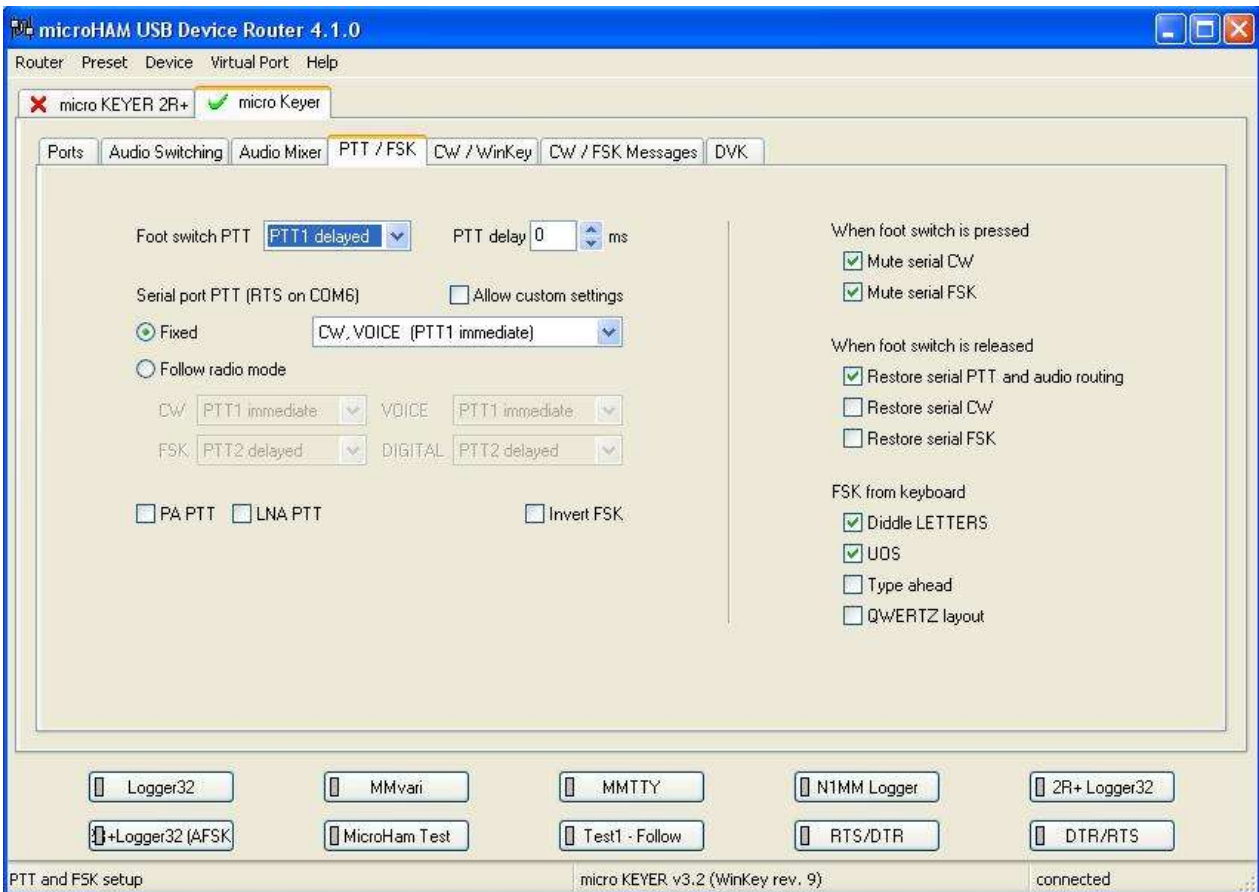 microHAM USB Device Router 4.1.0
Router Preset Device Virtual Port Help
micro KEYER 2R+ micro Keyer
Ports Audio Switching Audio Mixer PTT / FSK CW / WinKey CW / FSK Messages DVK
Foot switch PTT PTT1 delayed PTT delay 0 ms
Serial port PTT (RTS on COM6) Allow custom settings
Fixed CW, VOICE (PTT1 immediate)
Follow radio mode
CW PTT1 immediate VOICE PTT1 immediate
FSK PTT2 delayed DIGITAL PTT2 delayed
PA PTT LNA PTT Invert FSK
When foot switch is pressed
Mute serial CW
Mute serial FSK
When foot switch is released
Restore serial PTT and audio routing
Restore serial CW
Restore serial FSK
FSK from keyboard
Diddle LETTERS
UOS
Type ahead
QWERTZ layout
Logger32 MMvari MMTTY N1MM Logger 2R+ Logger32
+Logger32 (AFSK MicroHam Test Test1 - Follow RTS/DTR DTR/RTS
PTT and FSK setup micro KEYER v3.2 (WinKey rev. 9) connected